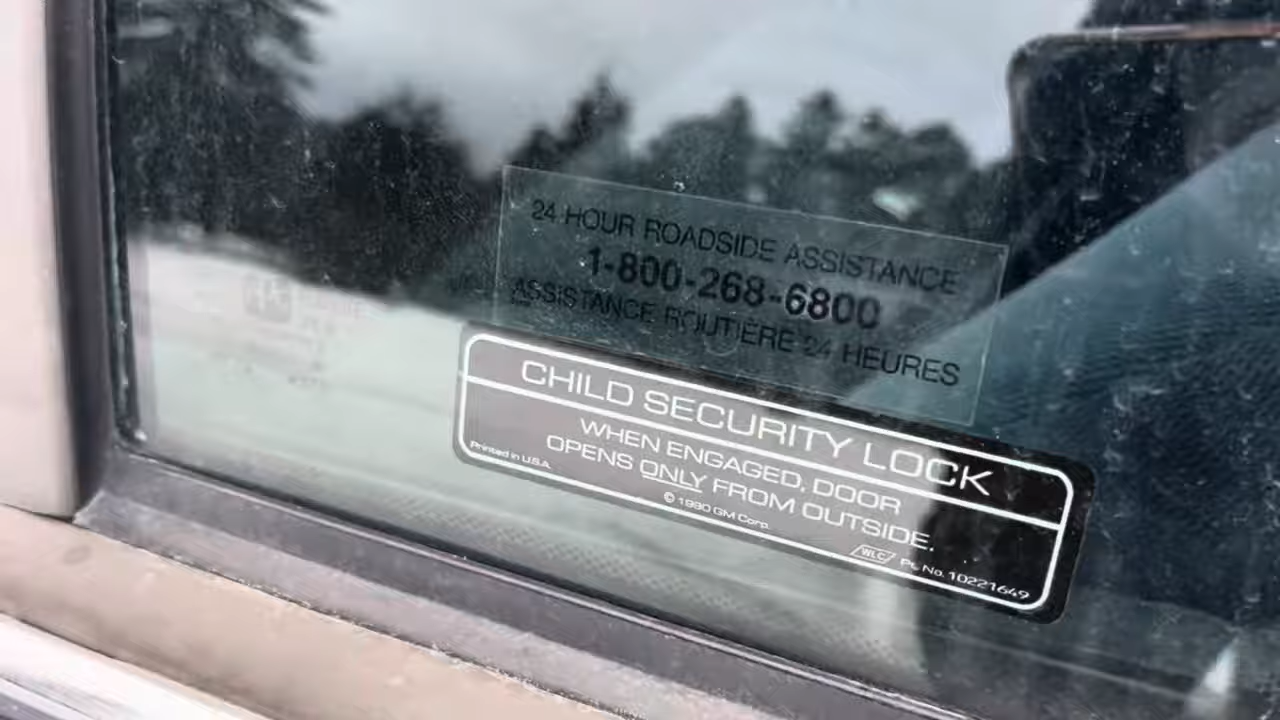 24 HOUR ROADSIDE ASSISTANCE
1-800-268-6800
ASSISTANCE ROUTIÈRE 24 HEURES
CHILD SECURITY LOCK
WHEN ENGAGED, DOOR
OPENS ONLY FROM OUTSIDE.
Printed in U.S.A.
© 1990 GM Corp.
WLC Pt. No. 10221649